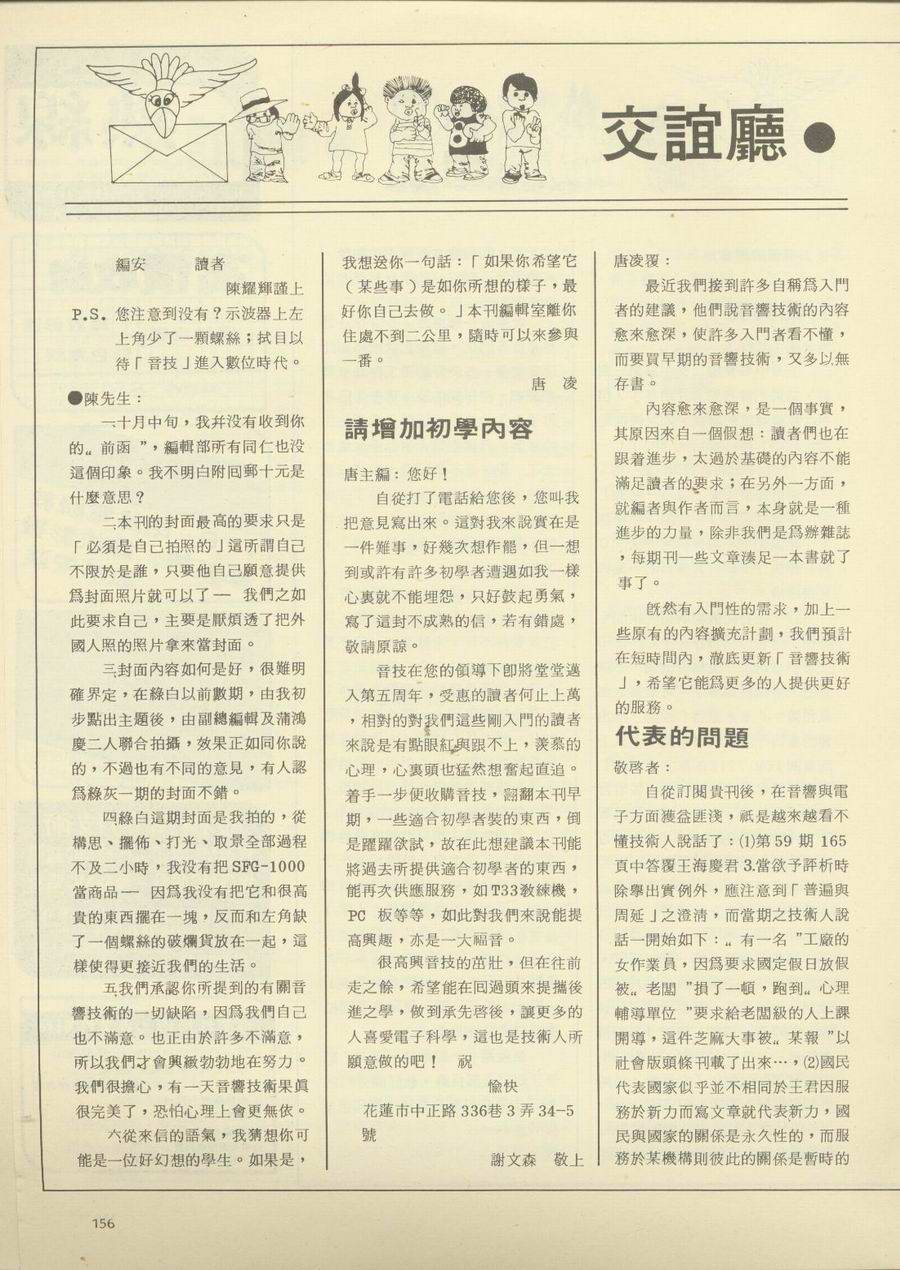 交誼廳●
編安　　讀者
陳耀輝謹上
P.S. 您注意到没有？示波器上左
上角少了一顆螺絲；拭目以
待「音技」進入數位時代。
●陳先生：
一、十月中旬，我幷没有收到你
的〝前函〞，編輯部所有同仁也没
這個印象。我不明白附囘郵十元是
什麼意思？
二、本刊的封面最高的要求只是
「必須是自己拍照的」這所謂自己
不限於是誰，只要他自己願意提供
爲封面照片就可以了── 我們之如
此要求自己，主要是厭煩透了把外
國人照的照片拿來當封面。
三、封面內容如何是好，很難明
確界定，在綠白以前數期，由我初
步點出主題後，由副總編輯及蒲鴻
慶二人聯合拍攝，效果正如同你說
的，不過也有不同的意見，有人認
爲綠灰一期的封面不錯。
四、綠白這期封面是我拍的，從
構思、擺佈、打光、取景全部過程
不及二小時，我没有把SFG-1000
當商品── 因爲我没有把它和很高
貴的東西擺在一塊，反而和左角缺
了一個螺絲的破爛貨放在一起，這
樣使得更接近我們的生活。
五、我們承認你所提到的有關音
響技術的一切缺陷，因爲我們自己
也不滿意。也正由於許多不滿意，
所以我們才會興緻勃勃地在努力。
我們很擔心，有一天音響技術果眞
很完美了，恐怕心理上會更無依。
六、從來信的語氣，我猜想你可
能是一位好幻想的學生。如果是，
我想送你一句話：「如果你希望它
（某些事）是如你所想的樣子，最
好你自己去做。」本刊編輯室離你
住處不到二公里，隨時可以來參與
一番。
唐　凌
請增加初學內容
唐主編：您好！
自從打了電話給您後，您叫我
把意見寫出來。這對我來說實在是
一件難事，好幾次想作罷，但一想
到或許有許多初學者遭遇如我一樣
心裏就不能埋怨，只好鼓起勇氣，
寫了這封不成熟的信，若有錯處，
敬請原諒。
音技在您的領導下卽將堂堂邁
入第五周年，受惠的讀者何止上萬
，相對的對我們這些剛入門的讀者
來說是有點眼紅與跟不上，羨慕的
心理，心裏頭也猛然想奮起直追。
着手一步便收購音技，翻翻本刊早
期，一些適合初學者裝的東西，倒
是躍躍欲試，故在此想建議本刊能
將過去所提供適合初學者的東西，
能再次供應服務，如T33教練機，
PC 板等等，如此對我們來說能提
高興趣，亦是一大福音。
很高興音技的茁壯，但在往前
走之餘，希望能在囘過頭來提攜後
進之學，做到承先啓後，讓更多的
人喜愛電子科學，這也是技術人所
願意做的吧！　祝
愉快
花蓮市中正路336巷3弄34-5
號
謝文森　敬上
唐凌覆：
最近我們接到許多自稱爲入門
者的建議，他們說音響技術的內容
愈來愈深，使許多入門者看不懂，
而要買早期的音響技術，又多以無
存書。
內容愈來愈深，是一個事實，
其原因來自一個假想：讀者們也在
跟着進步，太過於基礎的內容不能
滿足讀者的要求；在另外一方面，
就編者與作者而言，本身就是一種
進步的力量，除非我們是爲辦雜誌
，每期刊一些文章湊足一本書就了
事了。
旣然有入門性的需求，加上一
些原有的內容擴充計劃，我們預計
在短時間內，澈底更新「音響技術
」，希望它能爲更多的人提供更好
的服務。
代表的問題
敬啓者：
自從訂閱貴刊後，在音響與電
子方面獲益匪淺，祇是越來越看不
懂技術人說話了：⑴第59 期 165
頁中答覆王海慶君3.當欲予評析時
除舉出實例外，應注意到「普遍與
周延」之澄清，而當期之技術人說
話一開始如下：〝有一名〞工廠的
女作業員，因爲要求國定假日放假
被〝老闆〞損了一頓，跑到〝心理
輔導單位〞要求給老闆級的人上課
開導，這件芝麻大事被〝某報〞以
社會版頭條刊載了出來…，⑵國民
代表國家似乎並不相同於王君因服
務於新力而寫文章就代表新力，國
民與國家的關係是永久性的，而服
務於某機構則彼此的關係是暫時的
156